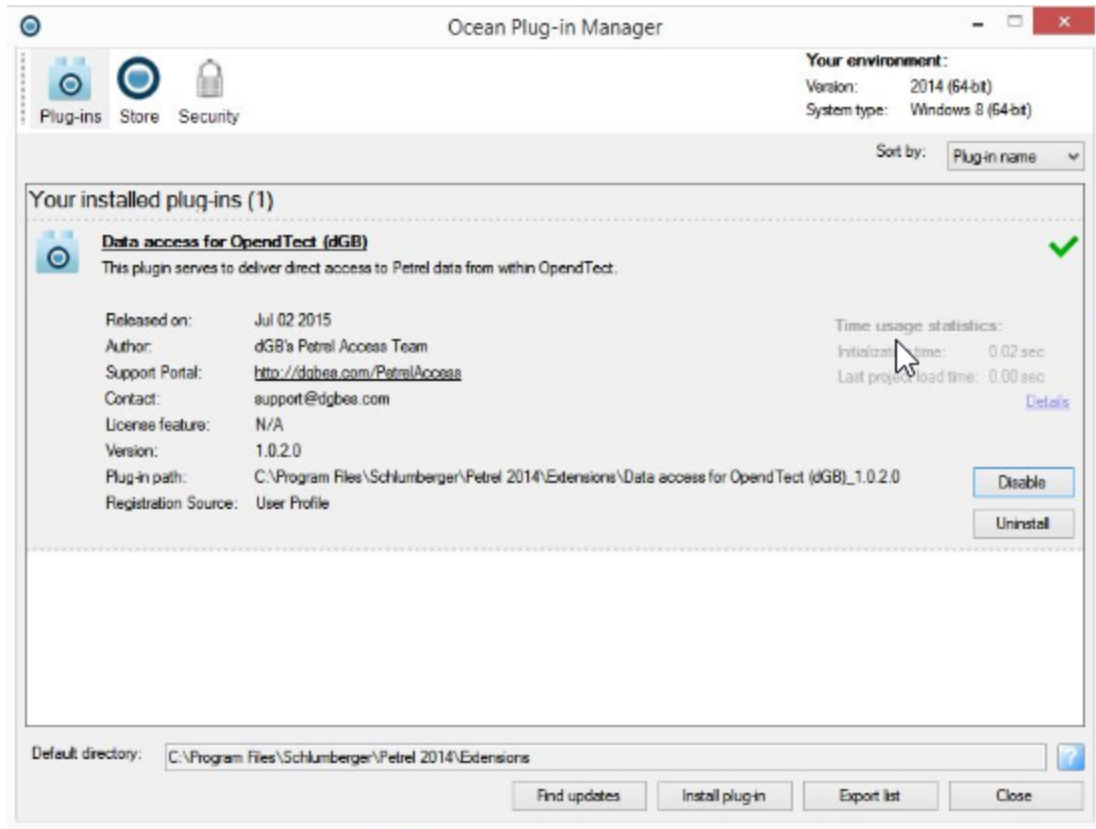 Ocean Plug-in Manager
Plug-ins Store Security
Your environment:
Version: 2014 (64-bit)
System type: Windows 8 (64-bit)
Sort by: Plug-in name
Your installed plug-ins (1)
Data access for OpendTect (dGB)
This plugin serves to deliver direct access to Petrel data from within OpendTect.
Released on: Jul 02 2015
Author: dGB's Petrel Access Team
Support Portal: http://dgbes.com/PetrelAccess
Contact: support@dgbes.com
License feature: N/A
Version: 1.0.2.0
Plug-in path: C:\Program Files\Schlumberger\Petrel 2014\Extensions\Data access for OpendTect (dGB)_1.0.2.0
Registration Source: User Profile
Time usage statistics:
Initialization time: 0.02 sec
Last project load time: 0.00 sec
Details
Disable
Uninstall
Default directory: C:\Program Files\Schlumberger\Petrel 2014\Extensions
Find updates Install plug-in Export list Close